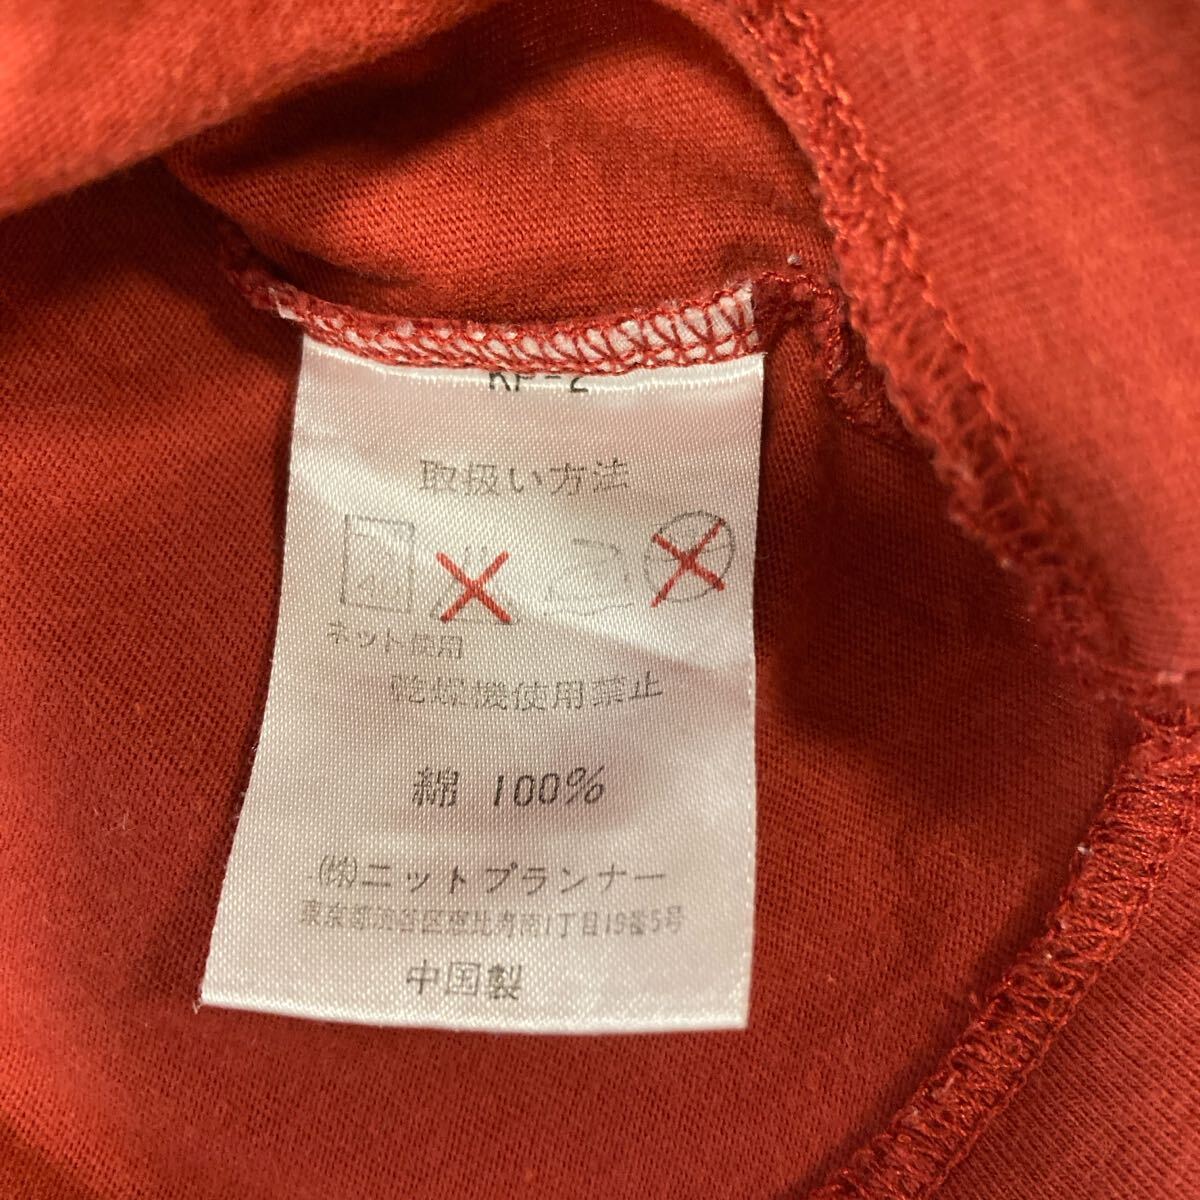 取扱い方法
ネット使用
乾燥機使用禁止
綿 100%
(株)ニットプランナー
東京都渋谷区恵比寿南1丁目19番5号
中国製